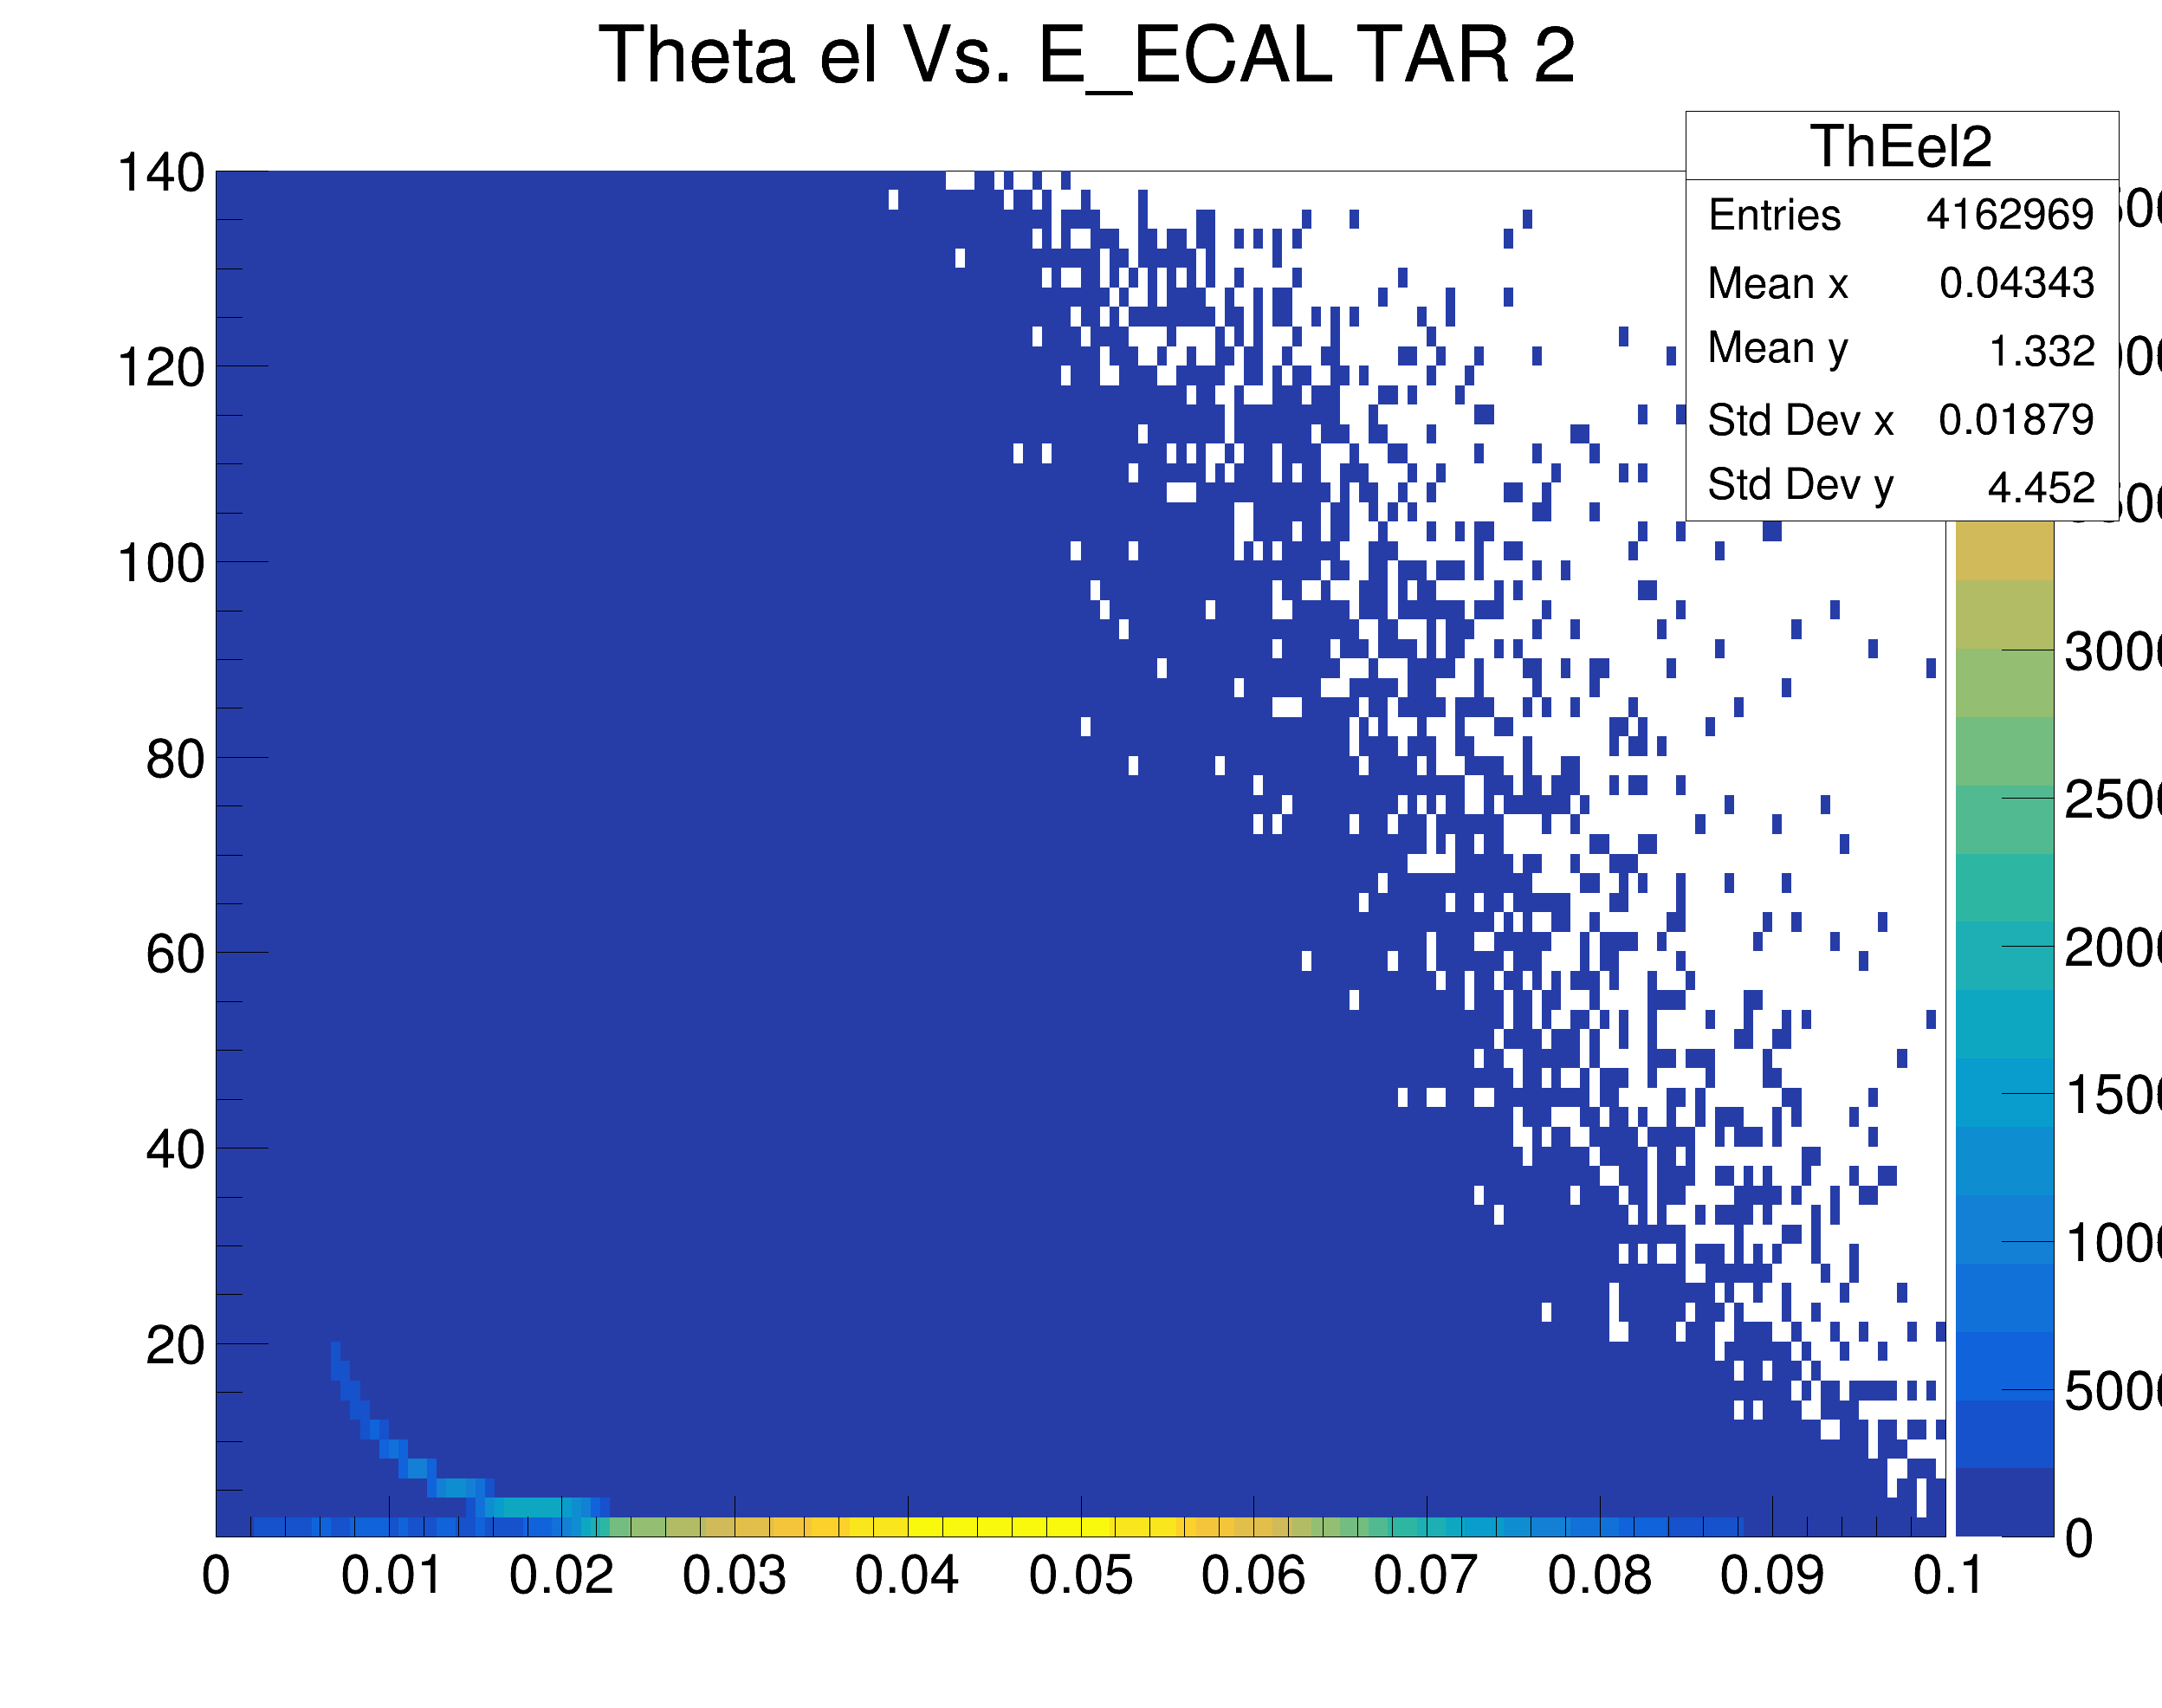 Theta el Vs. E_ECAL TAR 2
ThEel2
Entries 4162969
Mean x 0.04343
Mean y 1.332
Std Dev x 0.01879
Std Dev y 4.452
140
120
100
80
60
40
20
0 0.01 0.02 0.03 0.04 0.05 0.06 0.07 0.08 0.09 0.1
3000
2500
2000
1500
1000
5000
0